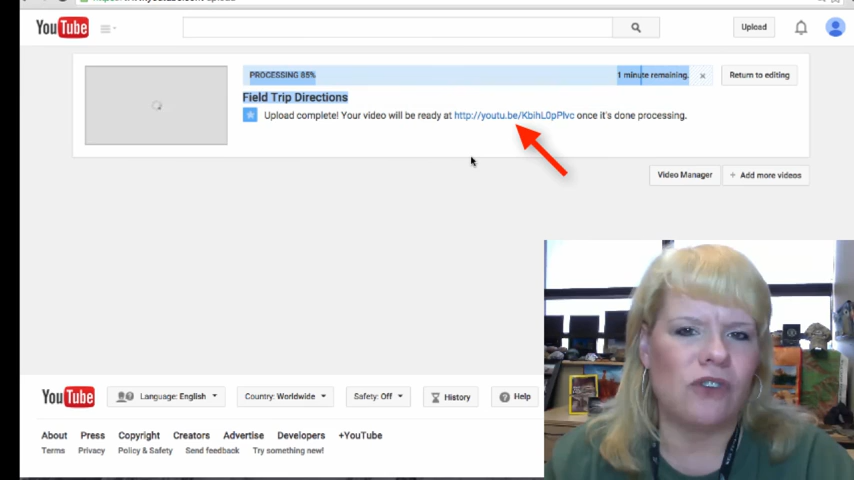 YouTube
Upload
PROCESSING 85% 1 minute remaining. × Return to editing
Field Trip Directions
Upload complete! Your video will be ready at http://youtu.be/KbihL0pPlvc once it's done processing.
Video Manager + Add more videos
YouTube Language: English Country: Worldwide Safety: Off History Help
About Press Copyright Creators Advertise Developers +YouTube
Terms Privacy Policy & Safety Send feedback Try something new!